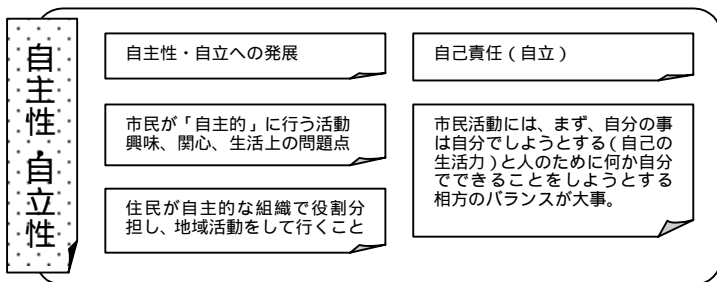 自主性・自立性
自主性・自立への発展
市民が「自主的」に行う活動
興味、関心、生活上の問題点
住民が自主的な組織で役割分
担し、地域活動をして行くこと
自己責任（自立）
市民活動には、まず、自分の事
は自分でしようとする（自己の
生活力）と人のために何か自分
でできることをしようとする
相方のバランスが大事。